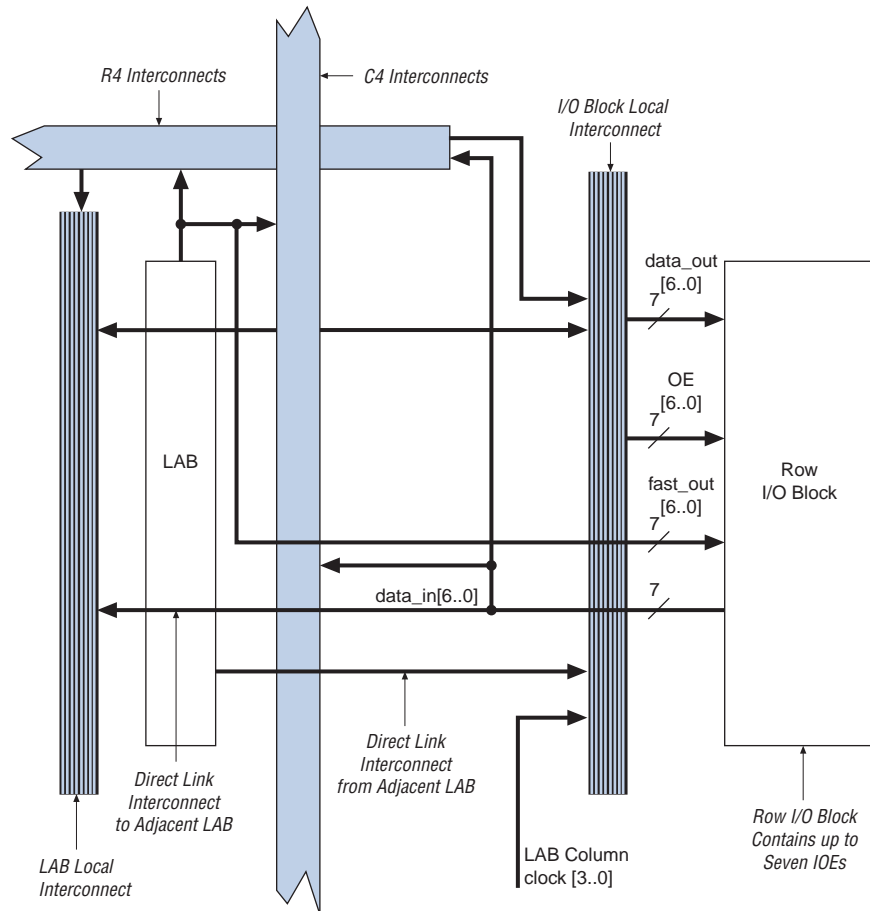 R4 Interconnects
C4 Interconnects
I/O Block Local
Interconnect
data_out
[6..0]
7
OE
[6..0]
7
LAB
Row
I/O Block
fast_out
[6..0]
7
data_in[6..0]
7
Direct Link
Interconnect
to Adjacent LAB
Direct Link
Interconnect
from Adjacent LAB
Row I/O Block
Contains up to
Seven IOEs
LAB Local
Interconnect
LAB Column
clock [3..0]